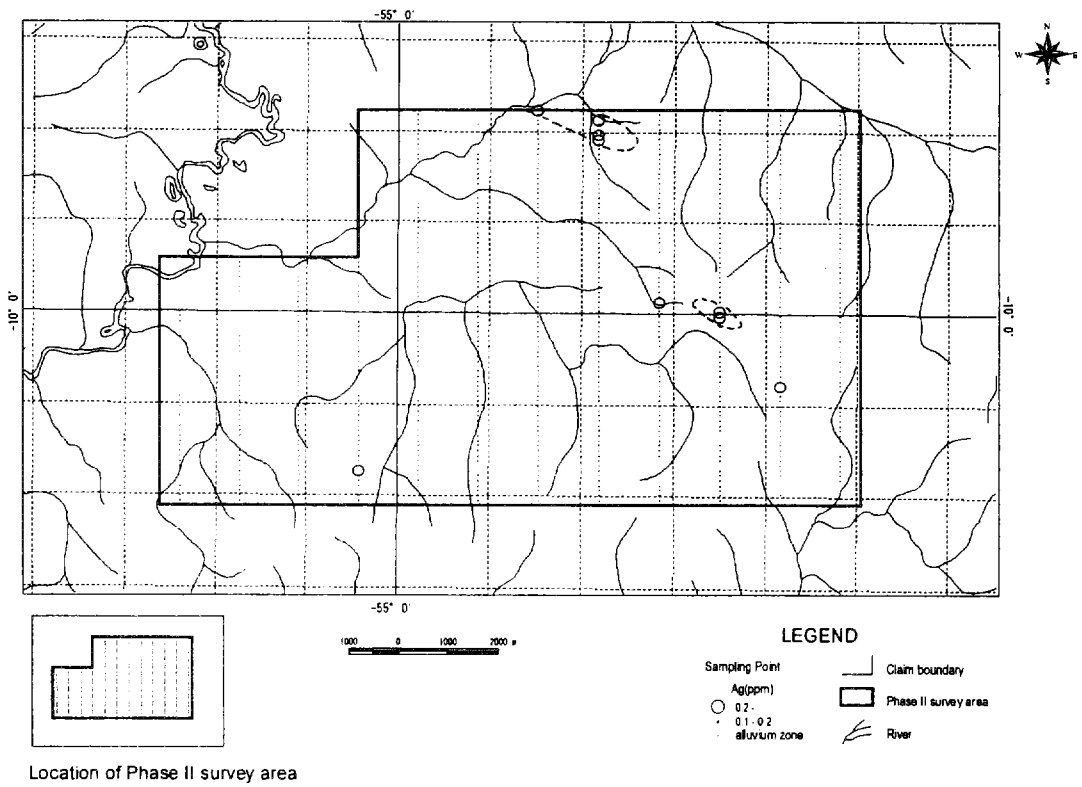 -55° 0'
N
W E
S
-10° 0'
-10° 0'
-55° 0'
1000 0 1000 2000 m
LEGEND
Sampling Point
Ag(ppm)
0.2 -
0.1 - 0.2
alluvium zone
Claim boundary
Phase II survey area
River
Location of Phase II survey area